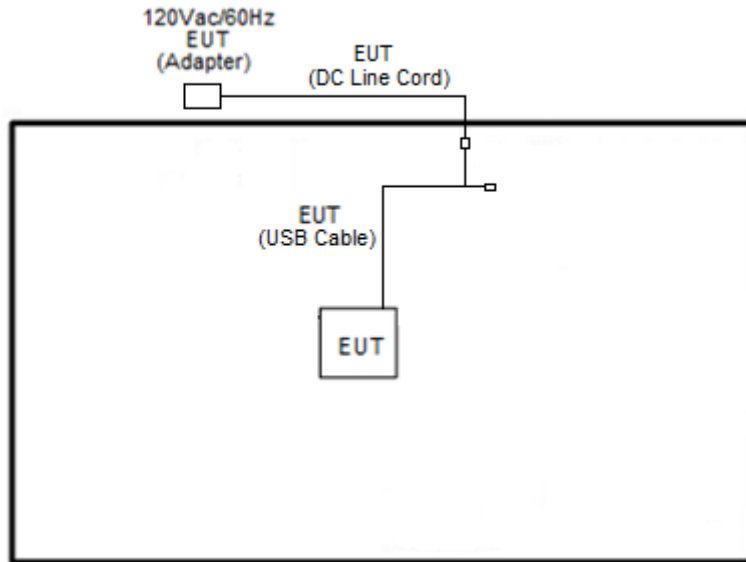 120Vac/60Hz
EUT
(Adapter)
EUT
(DC Line Cord)
EUT
(USB Cable)
EUT